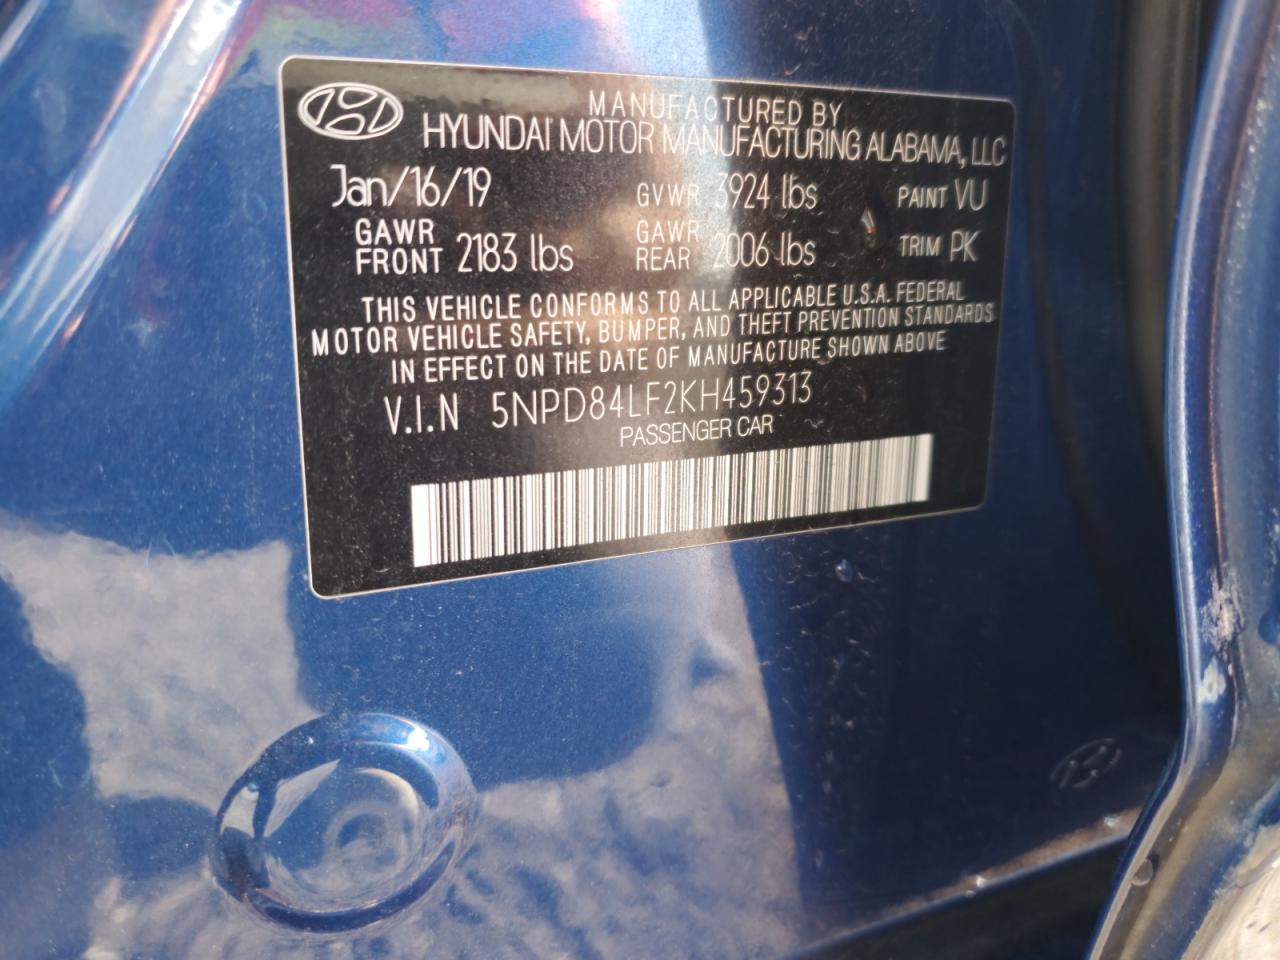 MANUFACTURED BY
HYUNDAI MOTOR MANUFACTURING ALABAMA, LLC
Jan/16/19 GVWR 3924 lbs PAINT VU
GAWR FRONT 2183 lbs GAWR REAR 2006 lbs TRIM PK
THIS VEHICLE CONFORMS TO ALL APPLICABLE U.S.A. FEDERAL
MOTOR VEHICLE SAFETY, BUMPER, AND THEFT PREVENTION STANDARDS
IN EFFECT ON THE DATE OF MANUFACTURE SHOWN ABOVE
V.I.N 5NPD84LF2KH459313
PASSENGER CAR